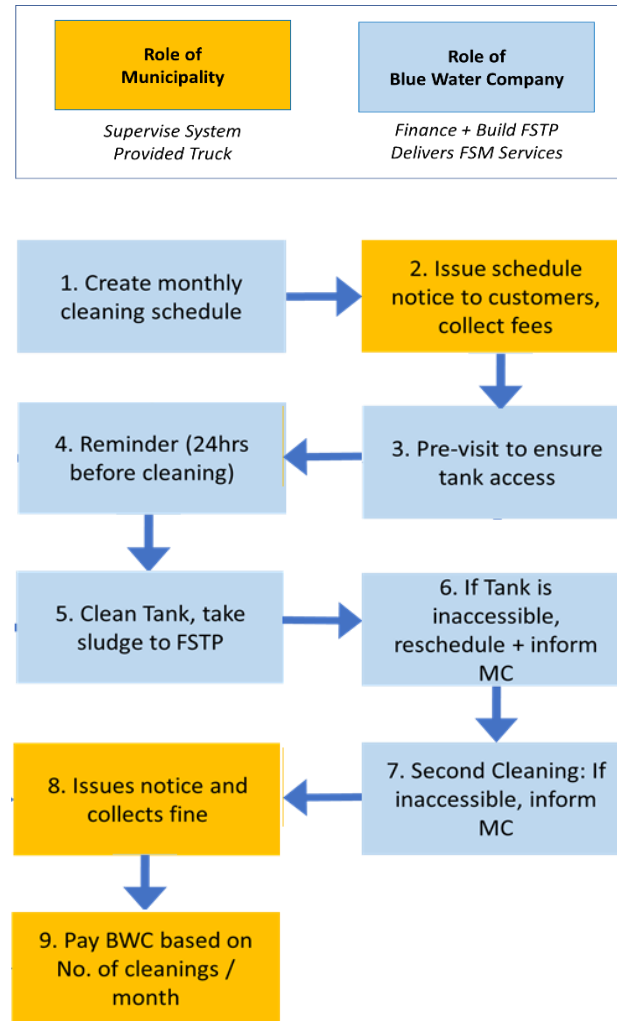 Role of
Municipality
Supervise System
Provided Truck
Role of
Blue Water Company
Finance + Build FSTP
Delivers FSM Services
1. Create monthly
cleaning schedule
2. Issue schedule
notice to customers,
collect fees
3. Pre-visit to ensure
tank access
4. Reminder (24hrs
before cleaning)
5. Clean Tank, take
sludge to FSTP
6. If Tank is
inaccessible,
reschedule + inform
MC
7. Second Cleaning: If
inaccessible, inform
MC
8. Issues notice and
collects fine
9. Pay BWC based on
No. of cleanings /
month